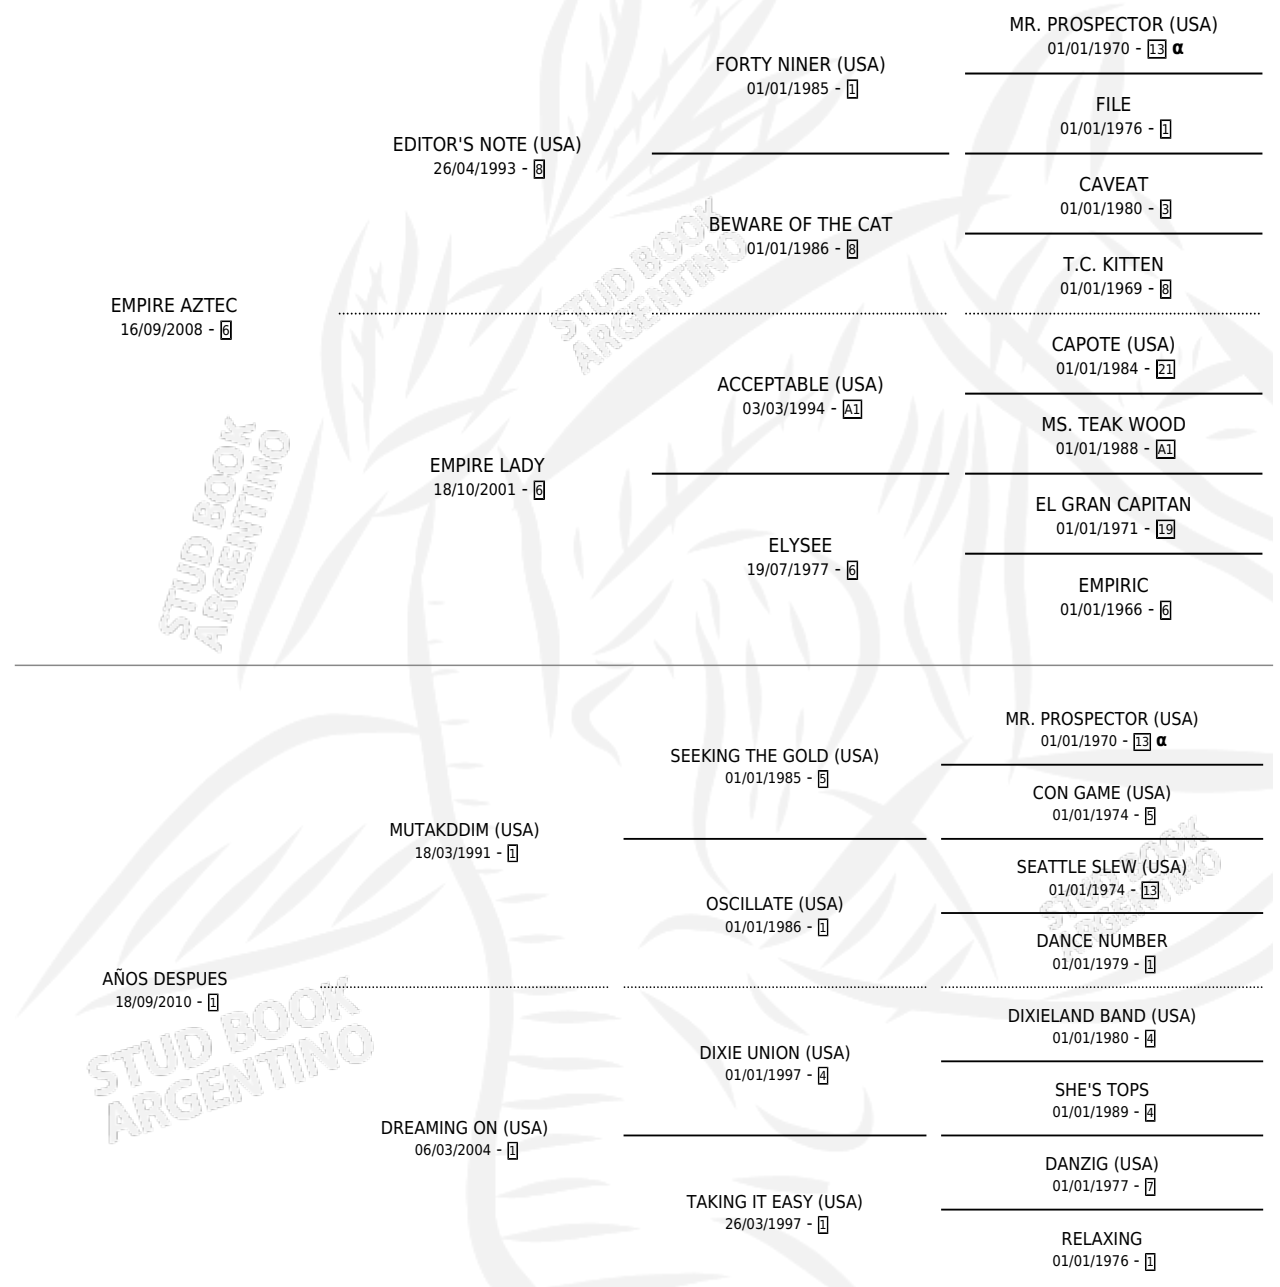 MR. PROSPECTOR (USA)
01/01/1970 - 13 α
FORTY NINER (USA)
01/01/1985 - 1
FILE
01/01/1976 - 1
EDITOR'S NOTE (USA)
26/04/1993 - 8
CAVEAT
01/01/1980 - 3
BEWARE OF THE CAT
01/01/1986 - 8
T.C. KITTEN
01/01/1969 - 8
EMPIRE AZTEC
16/09/2008 - 6
CAPOTE (USA)
01/01/1984 - 21
ACCEPTABLE (USA)
03/03/1994 - A1
MS. TEAK WOOD
01/01/1988 - A1
EMPIRE LADY
18/10/2001 - 6
EL GRAN CAPITAN
01/01/1971 - 19
ELYSEE
19/07/1977 - 6
EMPIRIC
01/01/1966 - 6
MR. PROSPECTOR (USA)
01/01/1970 - 13 α
SEEKING THE GOLD (USA)
01/01/1985 - 5
CON GAME (USA)
01/01/1974 - 5
MUTAKDDIM (USA)
18/03/1991 - 1
SEATTLE SLEW (USA)
01/01/1974 - 13
OSCILLATE (USA)
01/01/1986 - 1
DANCE NUMBER
01/01/1979 - 1
AÑOS DESPUES
18/09/2010 - 1
DIXIELAND BAND (USA)
01/01/1980 - 4
DIXIE UNION (USA)
01/01/1997 - 4
SHE'S TOPS
01/01/1989 - 4
DREAMING ON (USA)
06/03/2004 - 1
DANZIG (USA)
01/01/1977 - 7
TAKING IT EASY (USA)
26/03/1997 - 1
RELAXING
01/01/1976 - 1
STUD BOOK
ARGENTINO
STUD BOOK
ARGENTINO
STUD BOOK
ARGENTINO
STUD BOOK
ARGENTINO